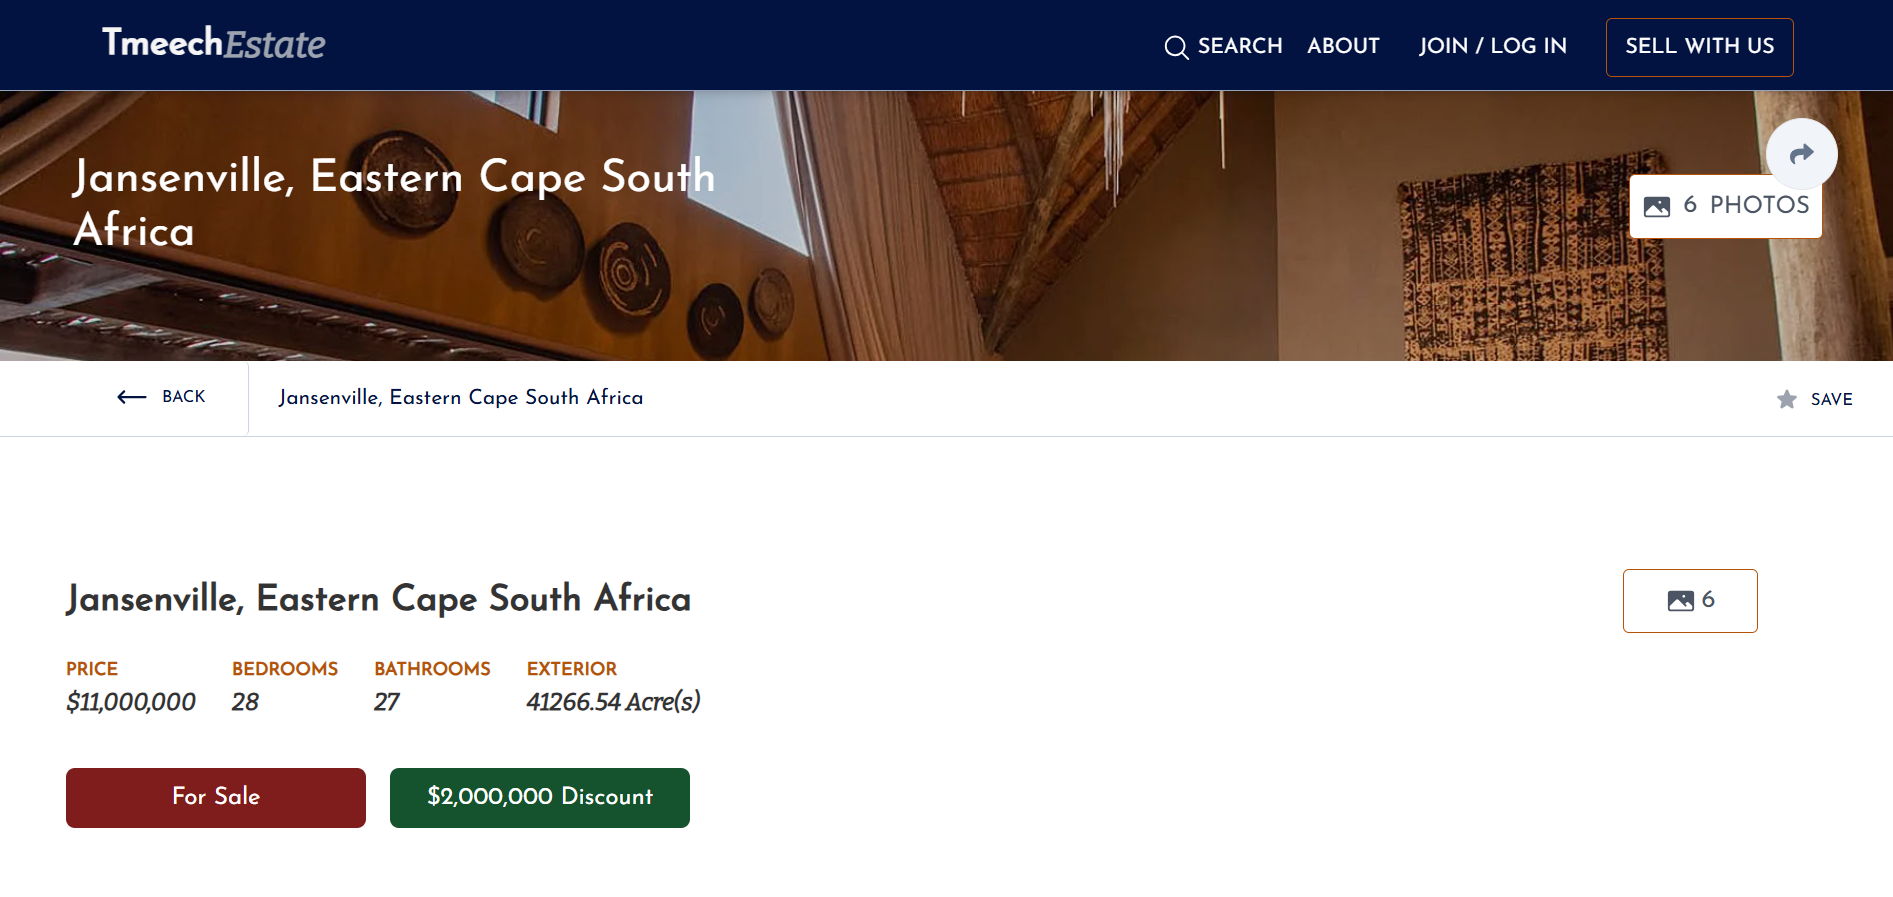 TmeechEstate
SEARCH ABOUT JOIN / LOG IN SELL WITH US
Jansenville, Eastern Cape South
Africa
6 PHOTOS
BACK Jansenville, Eastern Cape South Africa SAVE
Jansenville, Eastern Cape South Africa
6
PRICE BEDROOMS BATHROOMS EXTERIOR
$11,000,000 28 27 41266.54 Acre(s)
For Sale $2,000,000 Discount